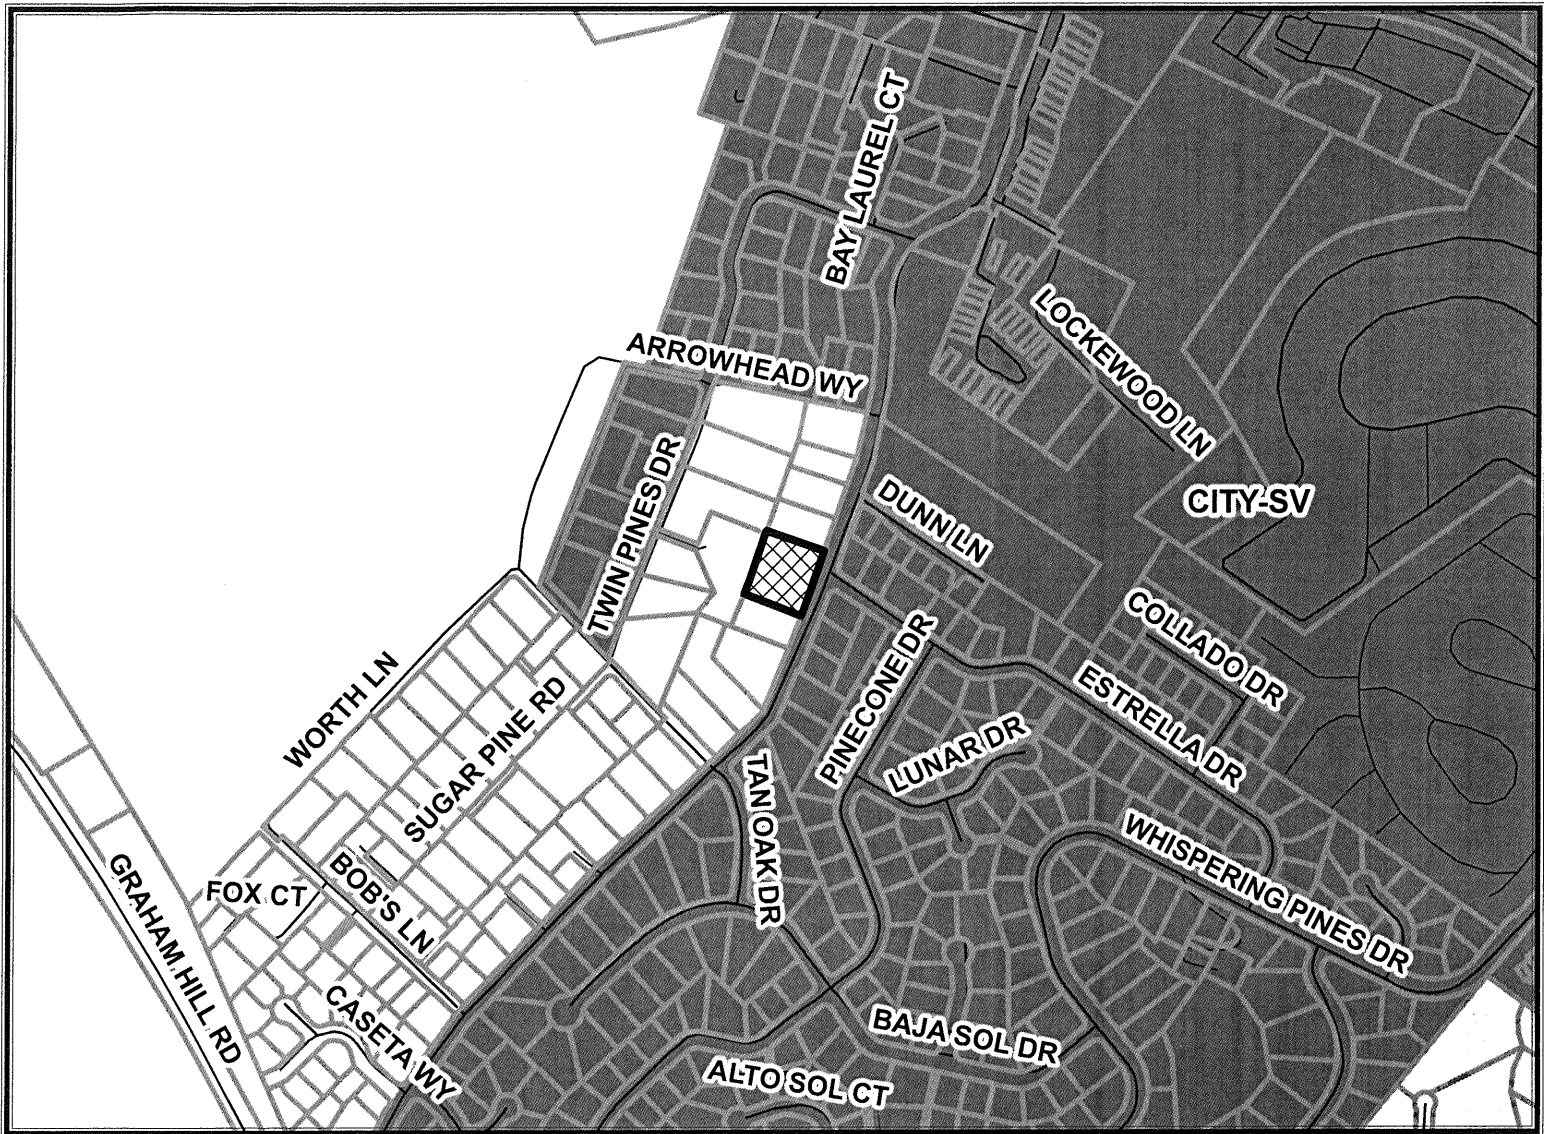 BAY LAUREL CT
LOCKEWOOD LN
ARROWHEAD WY
TWIN PINES DR
DUNN LN
CITY-SV
COLLADO DR
PINECONE DR
ESTRELLA DR
WORTH LN
SUGAR PINE RD
LUNAR DR
TAN OAK DR
WHISPERING PINES DR
GRAHAM HILL RD
FOX CT
BOB'S LN
CASETA WY
BAJA SOL DR
ALTO SOL CT